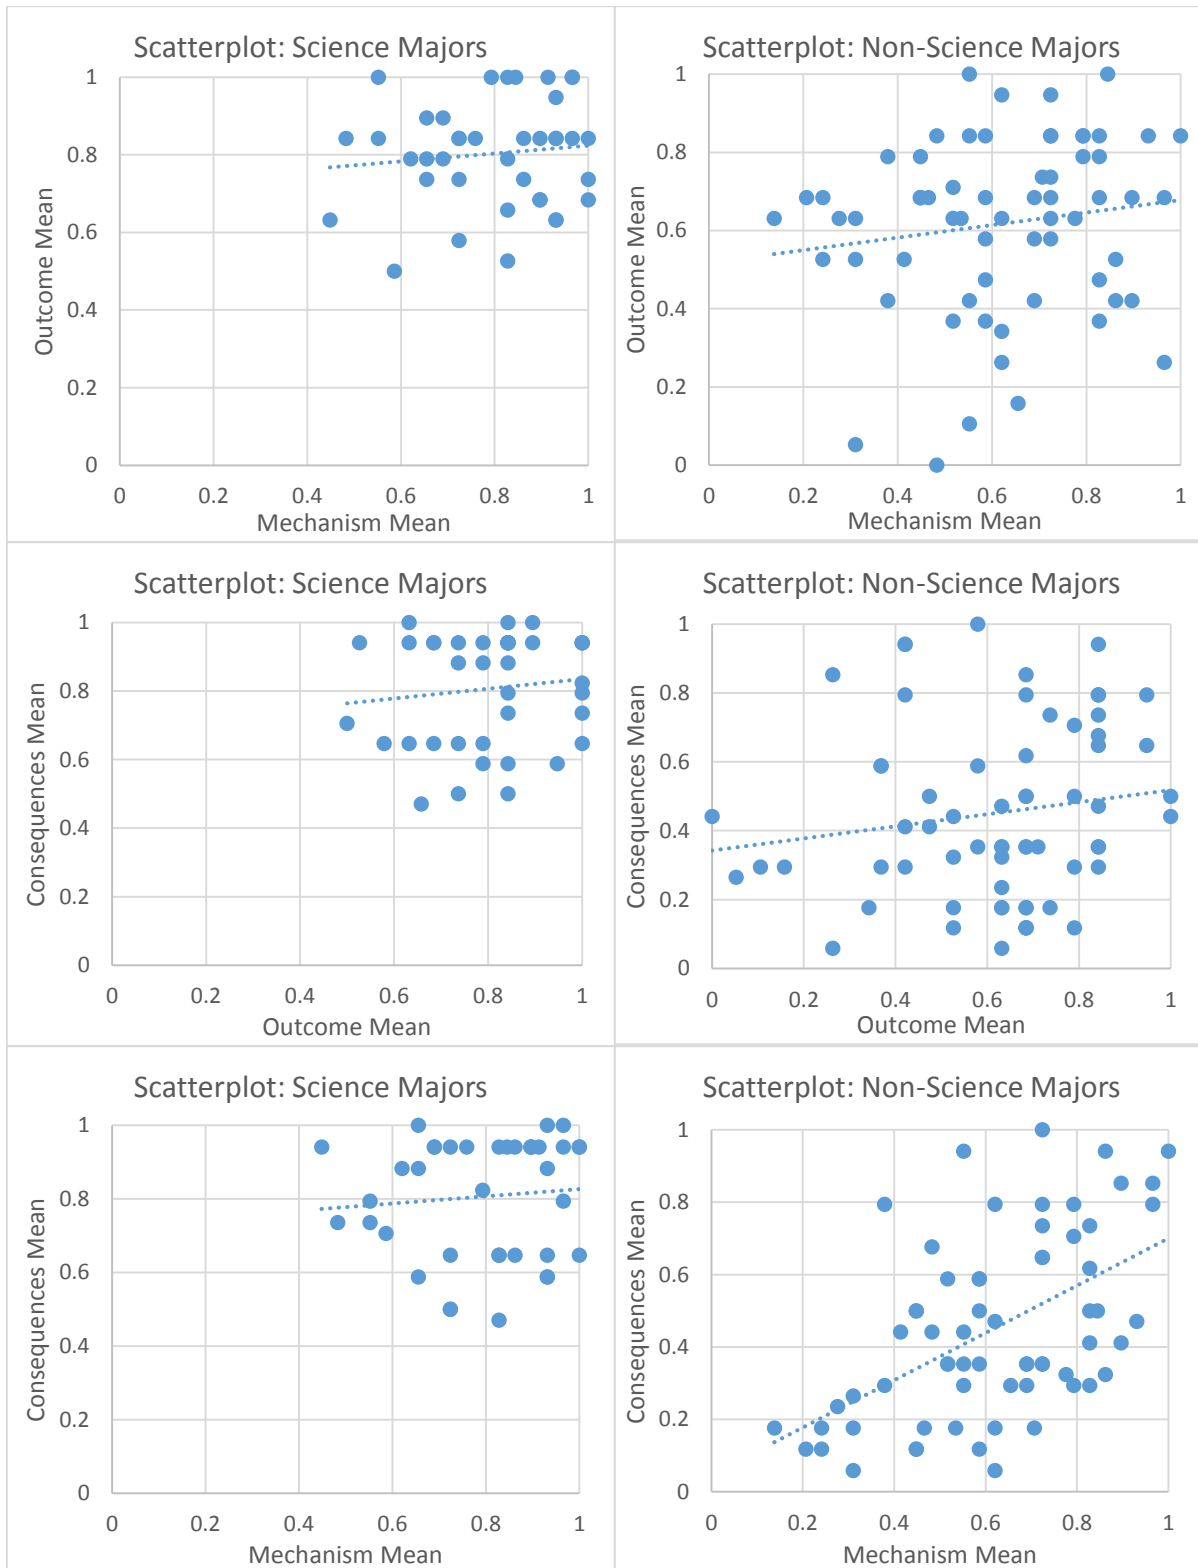 Scatterplot: Science Majors
1
0.8
0.6
0.4
0.2
0
0 0.2 0.4 0.6 0.8 1
Outcome Mean
Mechanism Mean
Scatterplot: Non-Science Majors
1
0.8
0.6
0.4
0.2
0
0 0.2 0.4 0.6 0.8 1
Outcome Mean
Mechanism Mean
Scatterplot: Science Majors
1
0.8
0.6
0.4
0.2
0
0 0.2 0.4 0.6 0.8 1
Consequences Mean
Outcome Mean
Scatterplot: Non-Science Majors
1
0.8
0.6
0.4
0.2
0
0 0.2 0.4 0.6 0.8 1
Consequences Mean
Outcome Mean
Scatterplot: Science Majors
1
0.8
0.6
0.4
0.2
0
0 0.2 0.4 0.6 0.8 1
Consequences Mean
Mechanism Mean
Scatterplot: Non-Science Majors
1
0.8
0.6
0.4
0.2
0
0 0.2 0.4 0.6 0.8 1
Consequences Mean
Mechanism Mean